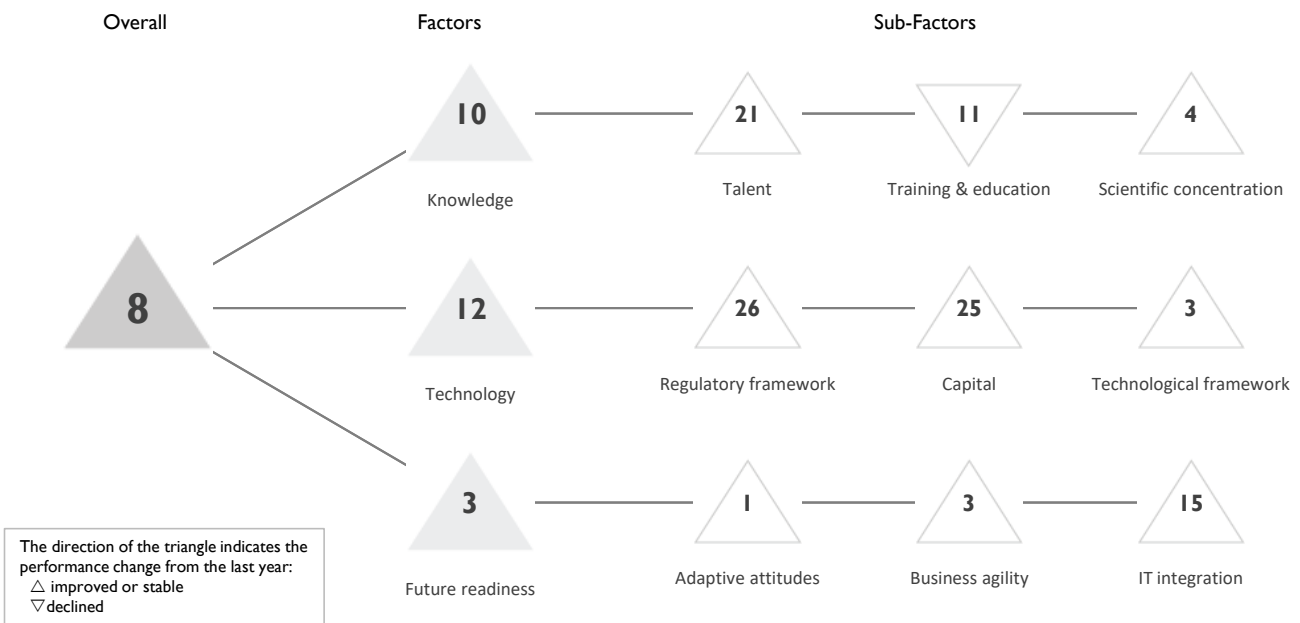 Overall
Factors
Sub-Factors
10
21
11
4
Knowledge
Talent
Training & education
Scientific concentration
8
12
26
25
3
Technology
Regulatory framework
Capital
Technological framework
3
1
3
15
Future readiness
Adaptive attitudes
Business agility
IT integration
The direction of the triangle indicates the
performance change from the last year:
△ improved or stable
▽ declined